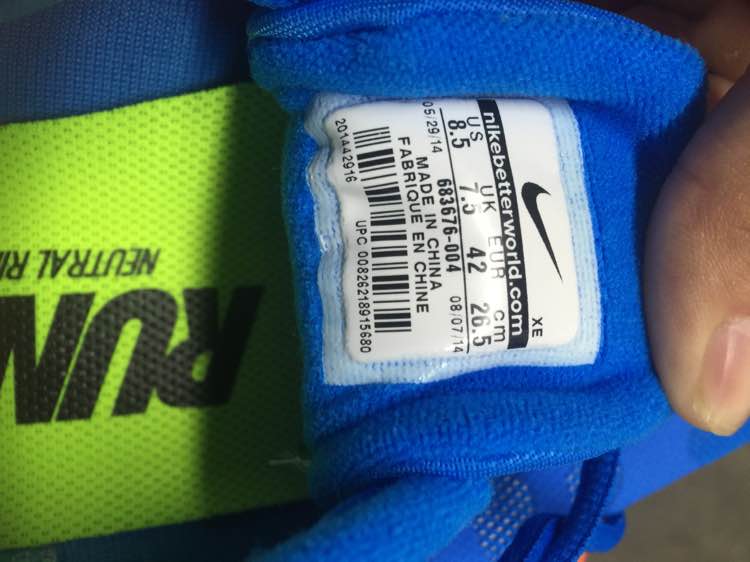 XE
nikebetterworld.com
US UK EUR cm
8.5 7.5 42 26.5
05/29/14 683676-004 08/07/14
MADE IN CHINA
FABRIQUE EN CHINE
201442916
UPC 00826218915680
RUN
NEUTRAL RI